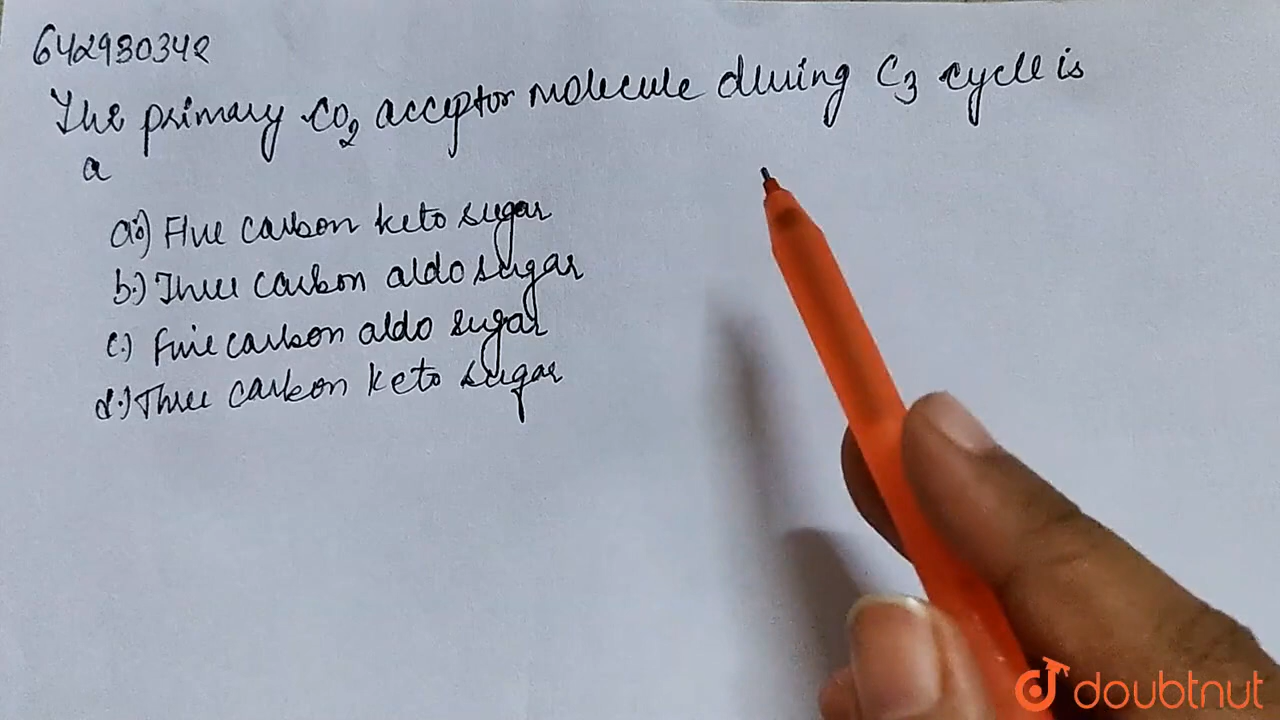 642930342
The primary CO2 acceptor molecule during C3 cycle is
a
a.) Five carbon keto sugar
b.) Three carbon aldo sugar
c.) Five carbon aldo sugar
d.) Three carbon keto sugar
doubtnut